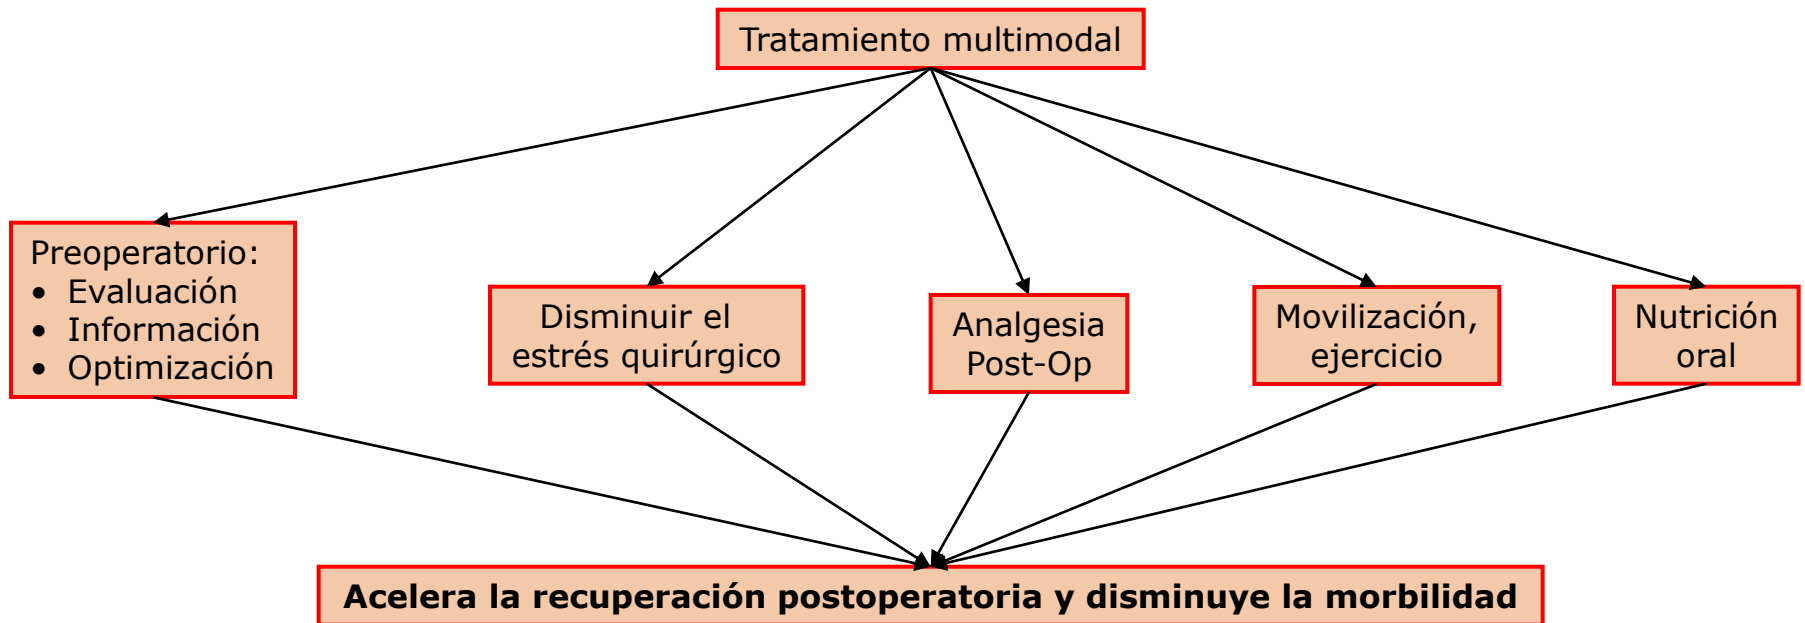 Tratamiento multimodal
Preoperatorio:
• Evaluación
• Información
• Optimización
Disminuir el
estrés quirúrgico
Analgesia
Post-Op
Movilización,
ejercicio
Nutrición
oral
Acelera la recuperación postoperatoria y disminuye la morbilidad